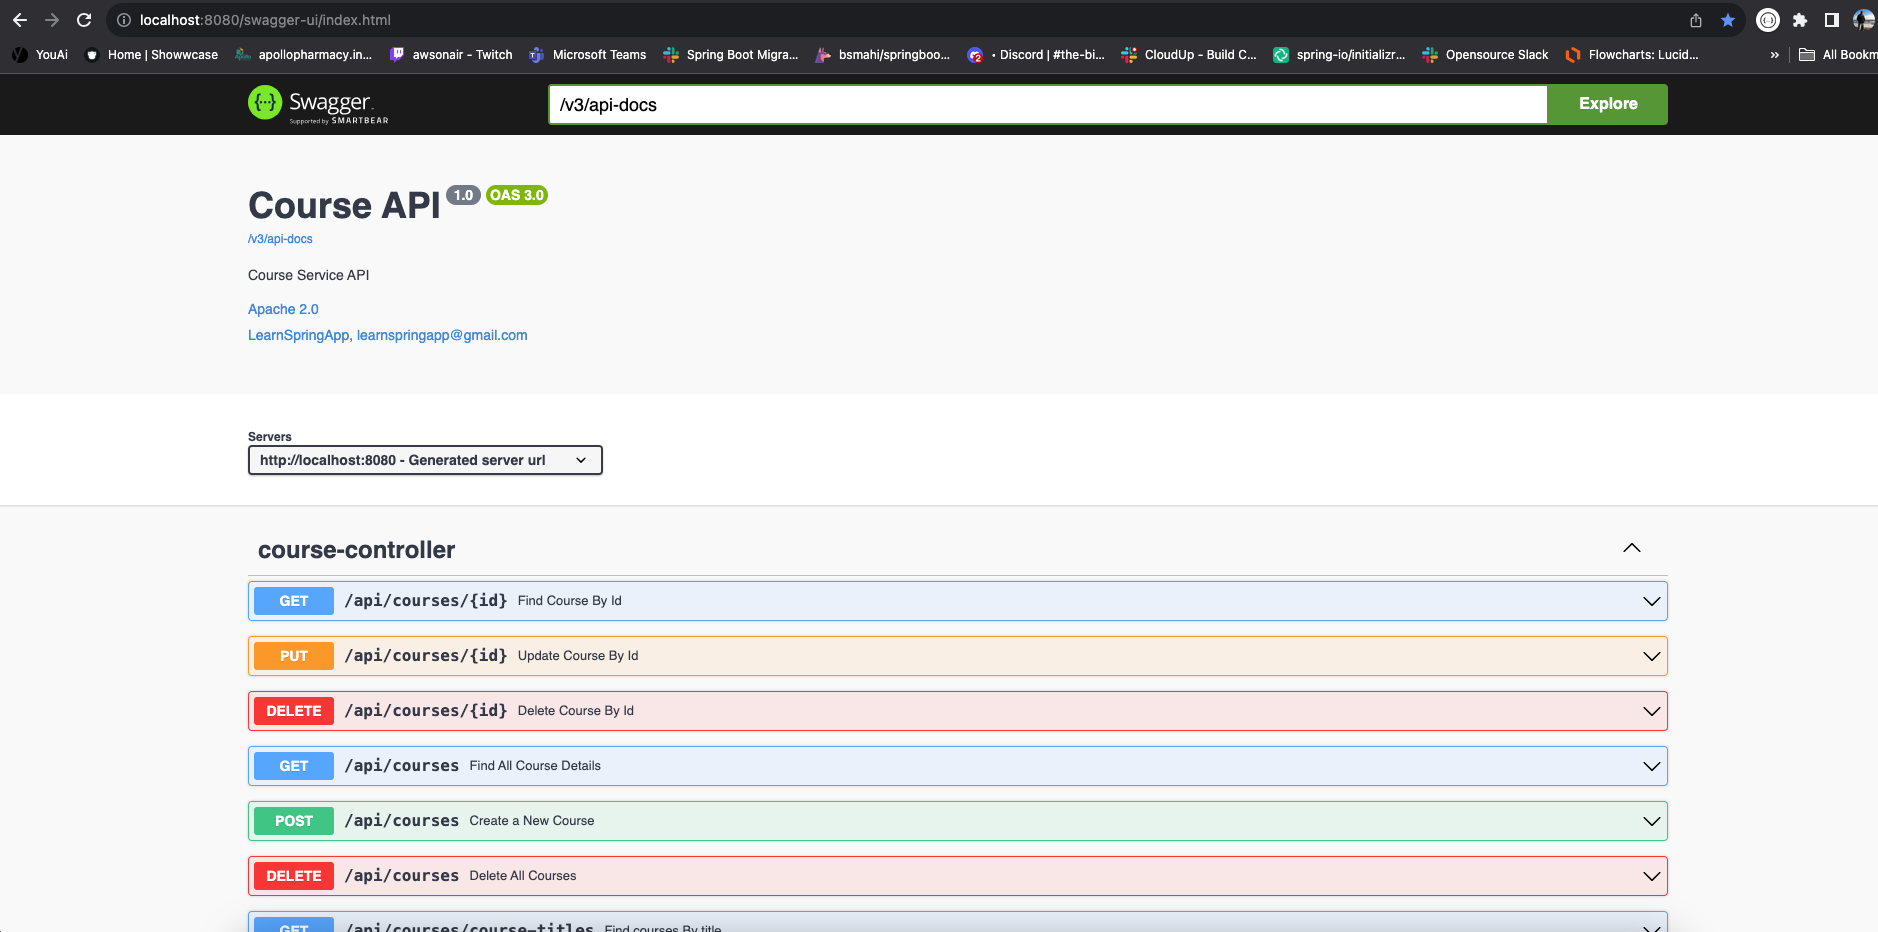 localhost:8080/swagger-ui/index.html
YouAi Home | Showwcase apollopharmacy.in... awsonair - Twitch Microsoft Teams Spring Boot Migra... bsmahi/springboo... 2 • Discord | #the-bi... CloudUp - Build C... spring-io/initializr... Opensource Slack Flowcharts: Lucid... » All Bookm
{···} Swagger. Supported by SMARTBEAR
/v3/api-docs Explore
Course API 1.0 OAS 3.0
/v3/api-docs
Course Service API
Apache 2.0
LearnSpringApp, learnspringapp@gmail.com
Servers
http://localhost:8080 - Generated server url
course-controller
GET /api/courses/{id} Find Course By Id
PUT /api/courses/{id} Update Course By Id
DELETE /api/courses/{id} Delete Course By Id
GET /api/courses Find All Course Details
POST /api/courses Create a New Course
DELETE /api/courses Delete All Courses
GET /api/courses/course-titles Find courses By title